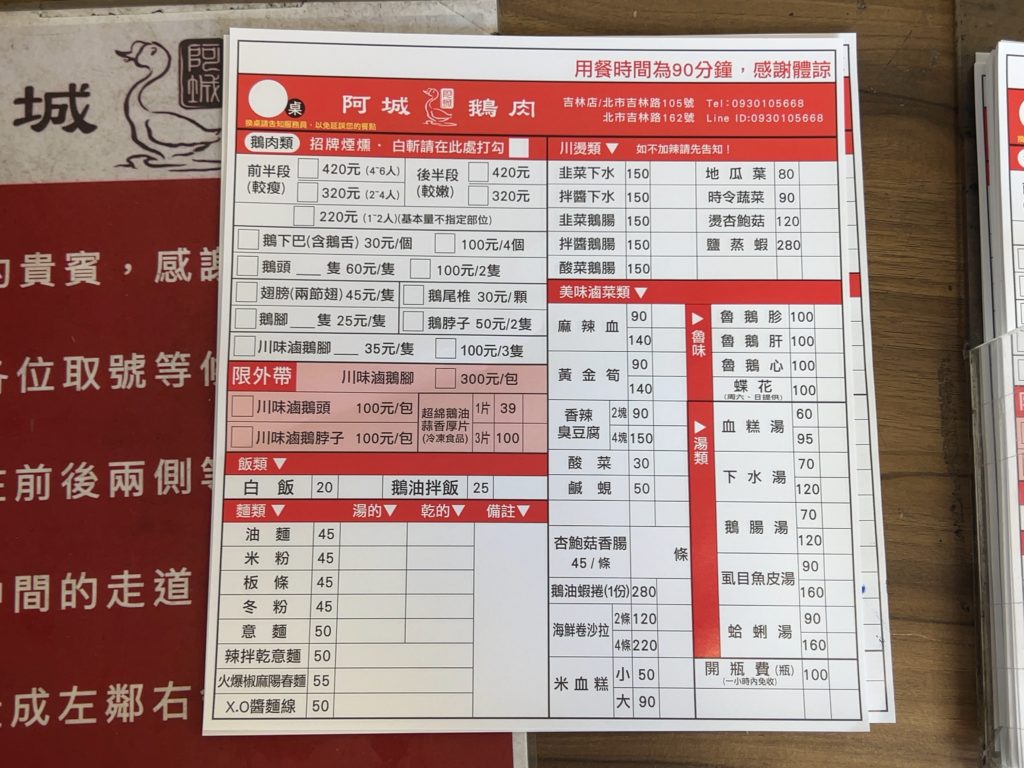 城
阿城
的貴賓，感謝
各位取號等
在前後兩側等
中間的走道
成左鄰右
用餐時間為90分鐘，感謝體諒
桌
換桌請告知服務員，以免延誤您的餐點
阿城 阿城 鵝肉
吉林店/北市吉林路105號 Tel:0930105668
北市吉林路162號 Line ID:0930105668
鵝肉類 招牌煙燻、白斬請在此處打勾
前半段(較瘦) 420元(4~6人) 後半段(較嫩) 420元
320元(2~4人) 320元
220元(1~2人)(基本量不指定部位)
鵝下巴(含鵝舌) 30元/個 100元/4個
鵝頭 ___ 隻 60元/隻 100元/2隻
翅膀(兩節翅) 45元/隻 鵝尾椎 30元/顆
鵝腳 ___ 隻 25元/隻 鵝脖子 50元/2隻
川味滷鵝腳 ___ 35元/隻 100元/3隻
限外帶 川味滷鵝腳 300元/包
川味滷鵝頭 100元/包 超綿鵝油蒜香厚片(冷凍食品) 1片 39
川味滷鵝脖子 100元/包 3片 100
飯類▼
白飯 20 鵝油拌飯 25
麵類▼ 湯的▼ 乾的▼ 備註▼
油麵 45
米粉 45
板條 45
冬粉 45
意麵 50
辣拌乾意麵 50
火爆椒麻陽春麵 55
X.O醬麵線 50
川燙類▼ 如不加辣請先告知！
韭菜下水 150 地瓜葉 80
拌醬下水 150 時令蔬菜 90
韭菜鵝腸 150 燙杏鮑菇 120
拌醬鵝腸 150 鹽蒸蝦 280
酸菜鵝腸 150
美味滷菜類▼
麻辣血 90
140
黃金筍 90
140
香辣臭豆腐 2塊 90
4塊 150
酸菜 30
鹹蜆 50
杏鮑菇香腸 45/條 條
鵝油蝦捲(1份) 280
海鮮卷沙拉 2條 120
4條 220
米血糕 小 50
大 90
▶魯味
魯鵝胗 100
魯鵝肝 100
魯鵝心 100
蝶花(周六、日提供) 100
▶湯類
血糕湯 60
95
下水湯 70
120
鵝腸湯 70
120
虱目魚皮湯 90
160
蛤蜊湯 90
160
開瓶費(瓶)(一小時內免收) 100